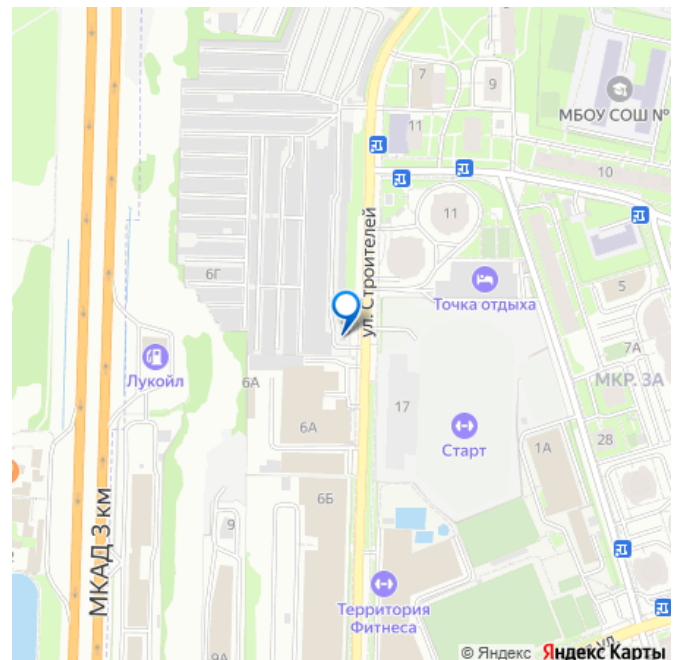 7
9
МБОУ СОШ №
11
10
11
ул. Строителей
6Г
Точка отдыха
5
Лукойл
7А
МКР. 3А
6А
6А
17
Старт
28
1А
6Б
МКАД 3 км
9
Территория
Фитнеса
9А
ул.
© Яндекс Яндекс Карты